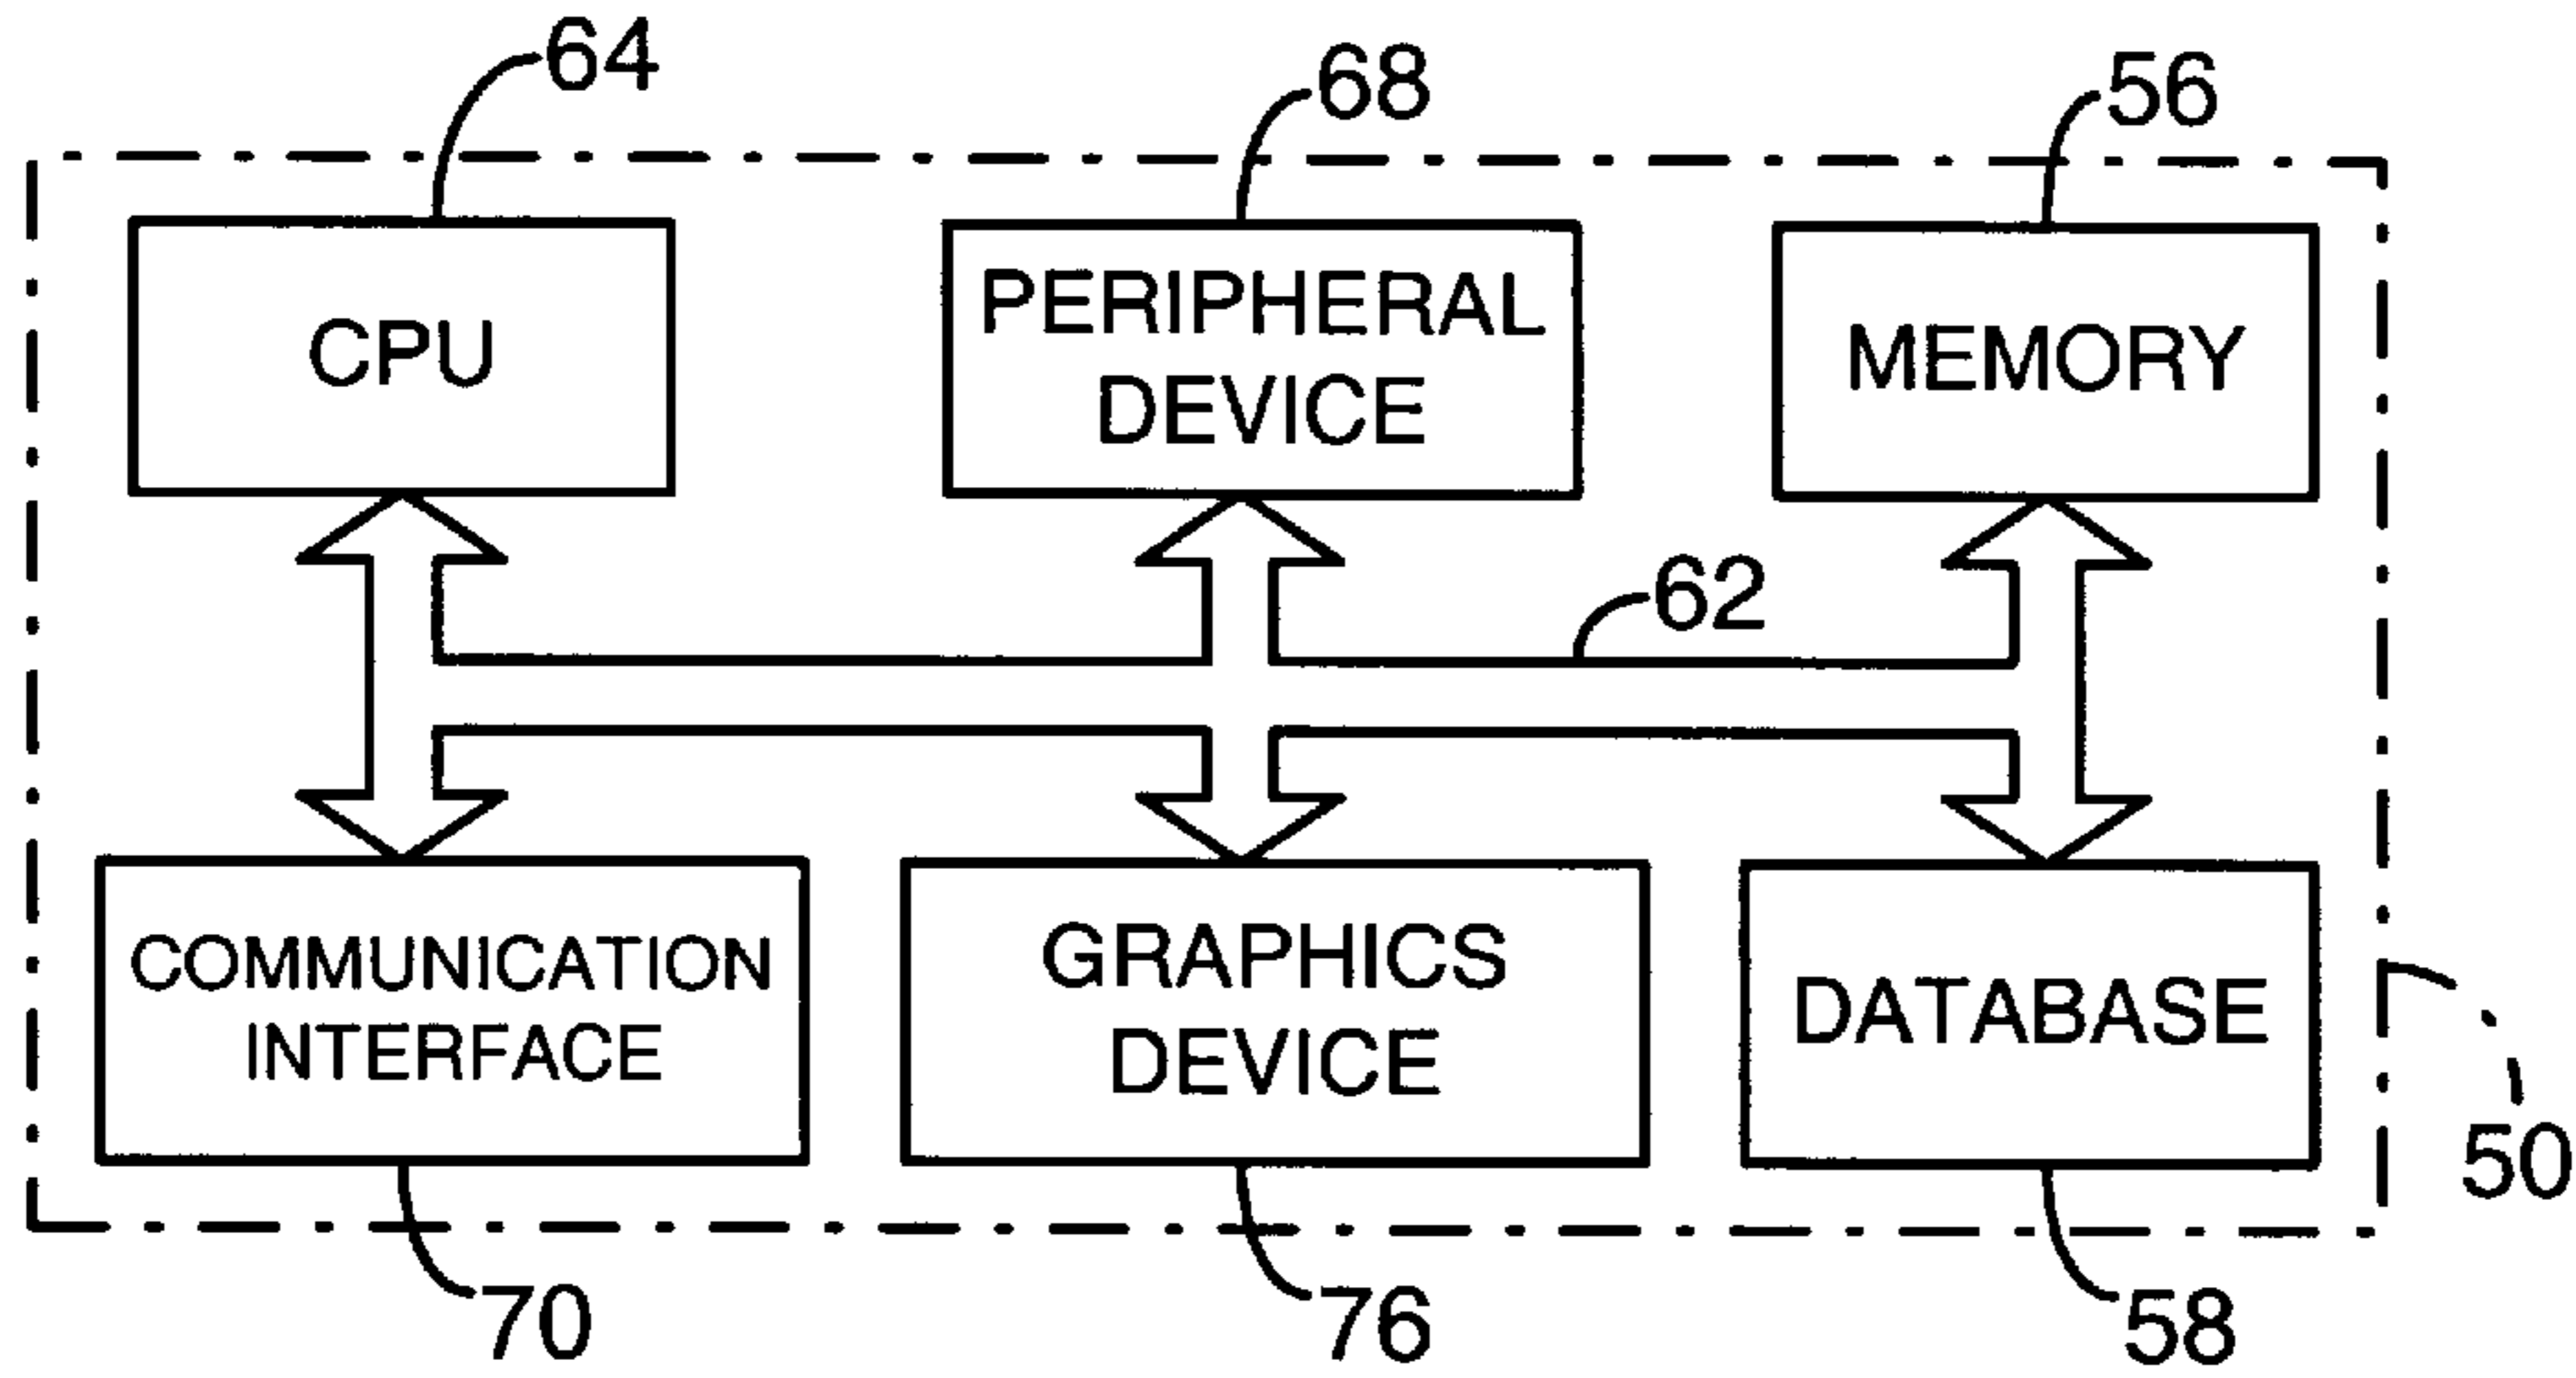 64
68
56
CPU
PERIPHERAL
DEVICE
MEMORY
62
COMMUNICATION
INTERFACE
GRAPHICS
DEVICE
DATABASE
50
70
76
58